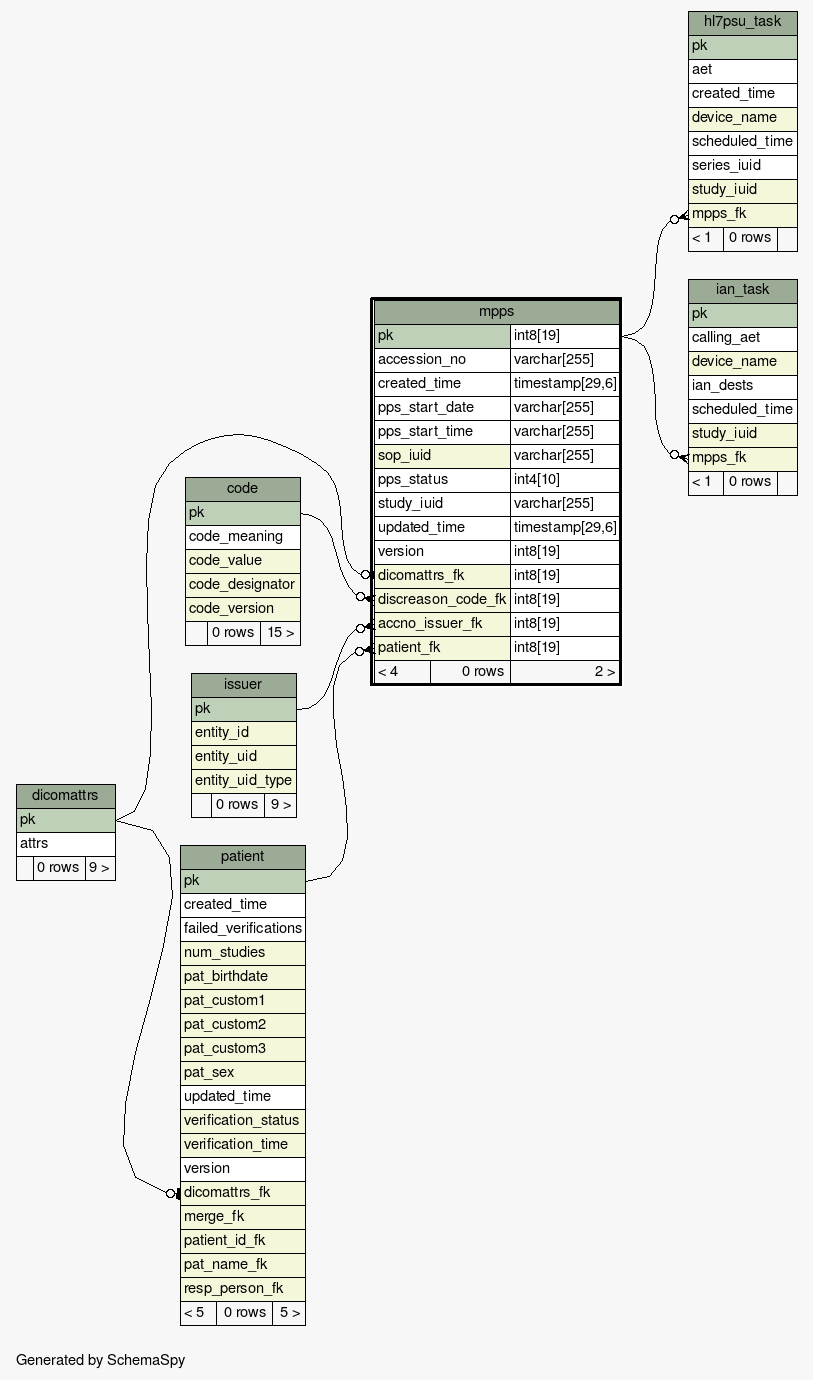 hl7psu_task
pk
aet
created_time
device_name
scheduled_time
series_iuid
study_iuid
mpps_fk
< 1 0 rows
ian_task
pk
calling_aet
device_name
ian_dests
scheduled_time
study_iuid
mpps_fk
< 1 0 rows
mpps
pk int8[19]
accession_no varchar[255]
created_time timestamp[29,6]
pps_start_date varchar[255]
pps_start_time varchar[255]
sop_iuid varchar[255]
pps_status int4[10]
study_iuid varchar[255]
updated_time timestamp[29,6]
version int8[19]
dicomattrs_fk int8[19]
discreason_code_fk int8[19]
accno_issuer_fk int8[19]
patient_fk int8[19]
< 4 0 rows 2 >
code
pk
code_meaning
code_value
code_designator
code_version
0 rows 15 >
issuer
pk
entity_id
entity_uid
entity_uid_type
0 rows 9 >
dicomattrs
pk
attrs
0 rows 9 >
patient
pk
created_time
failed_verifications
num_studies
pat_birthdate
pat_custom1
pat_custom2
pat_custom3
pat_sex
updated_time
verification_status
verification_time
version
dicomattrs_fk
merge_fk
patient_id_fk
pat_name_fk
resp_person_fk
< 5 0 rows 5 >
Generated by SchemaSpy